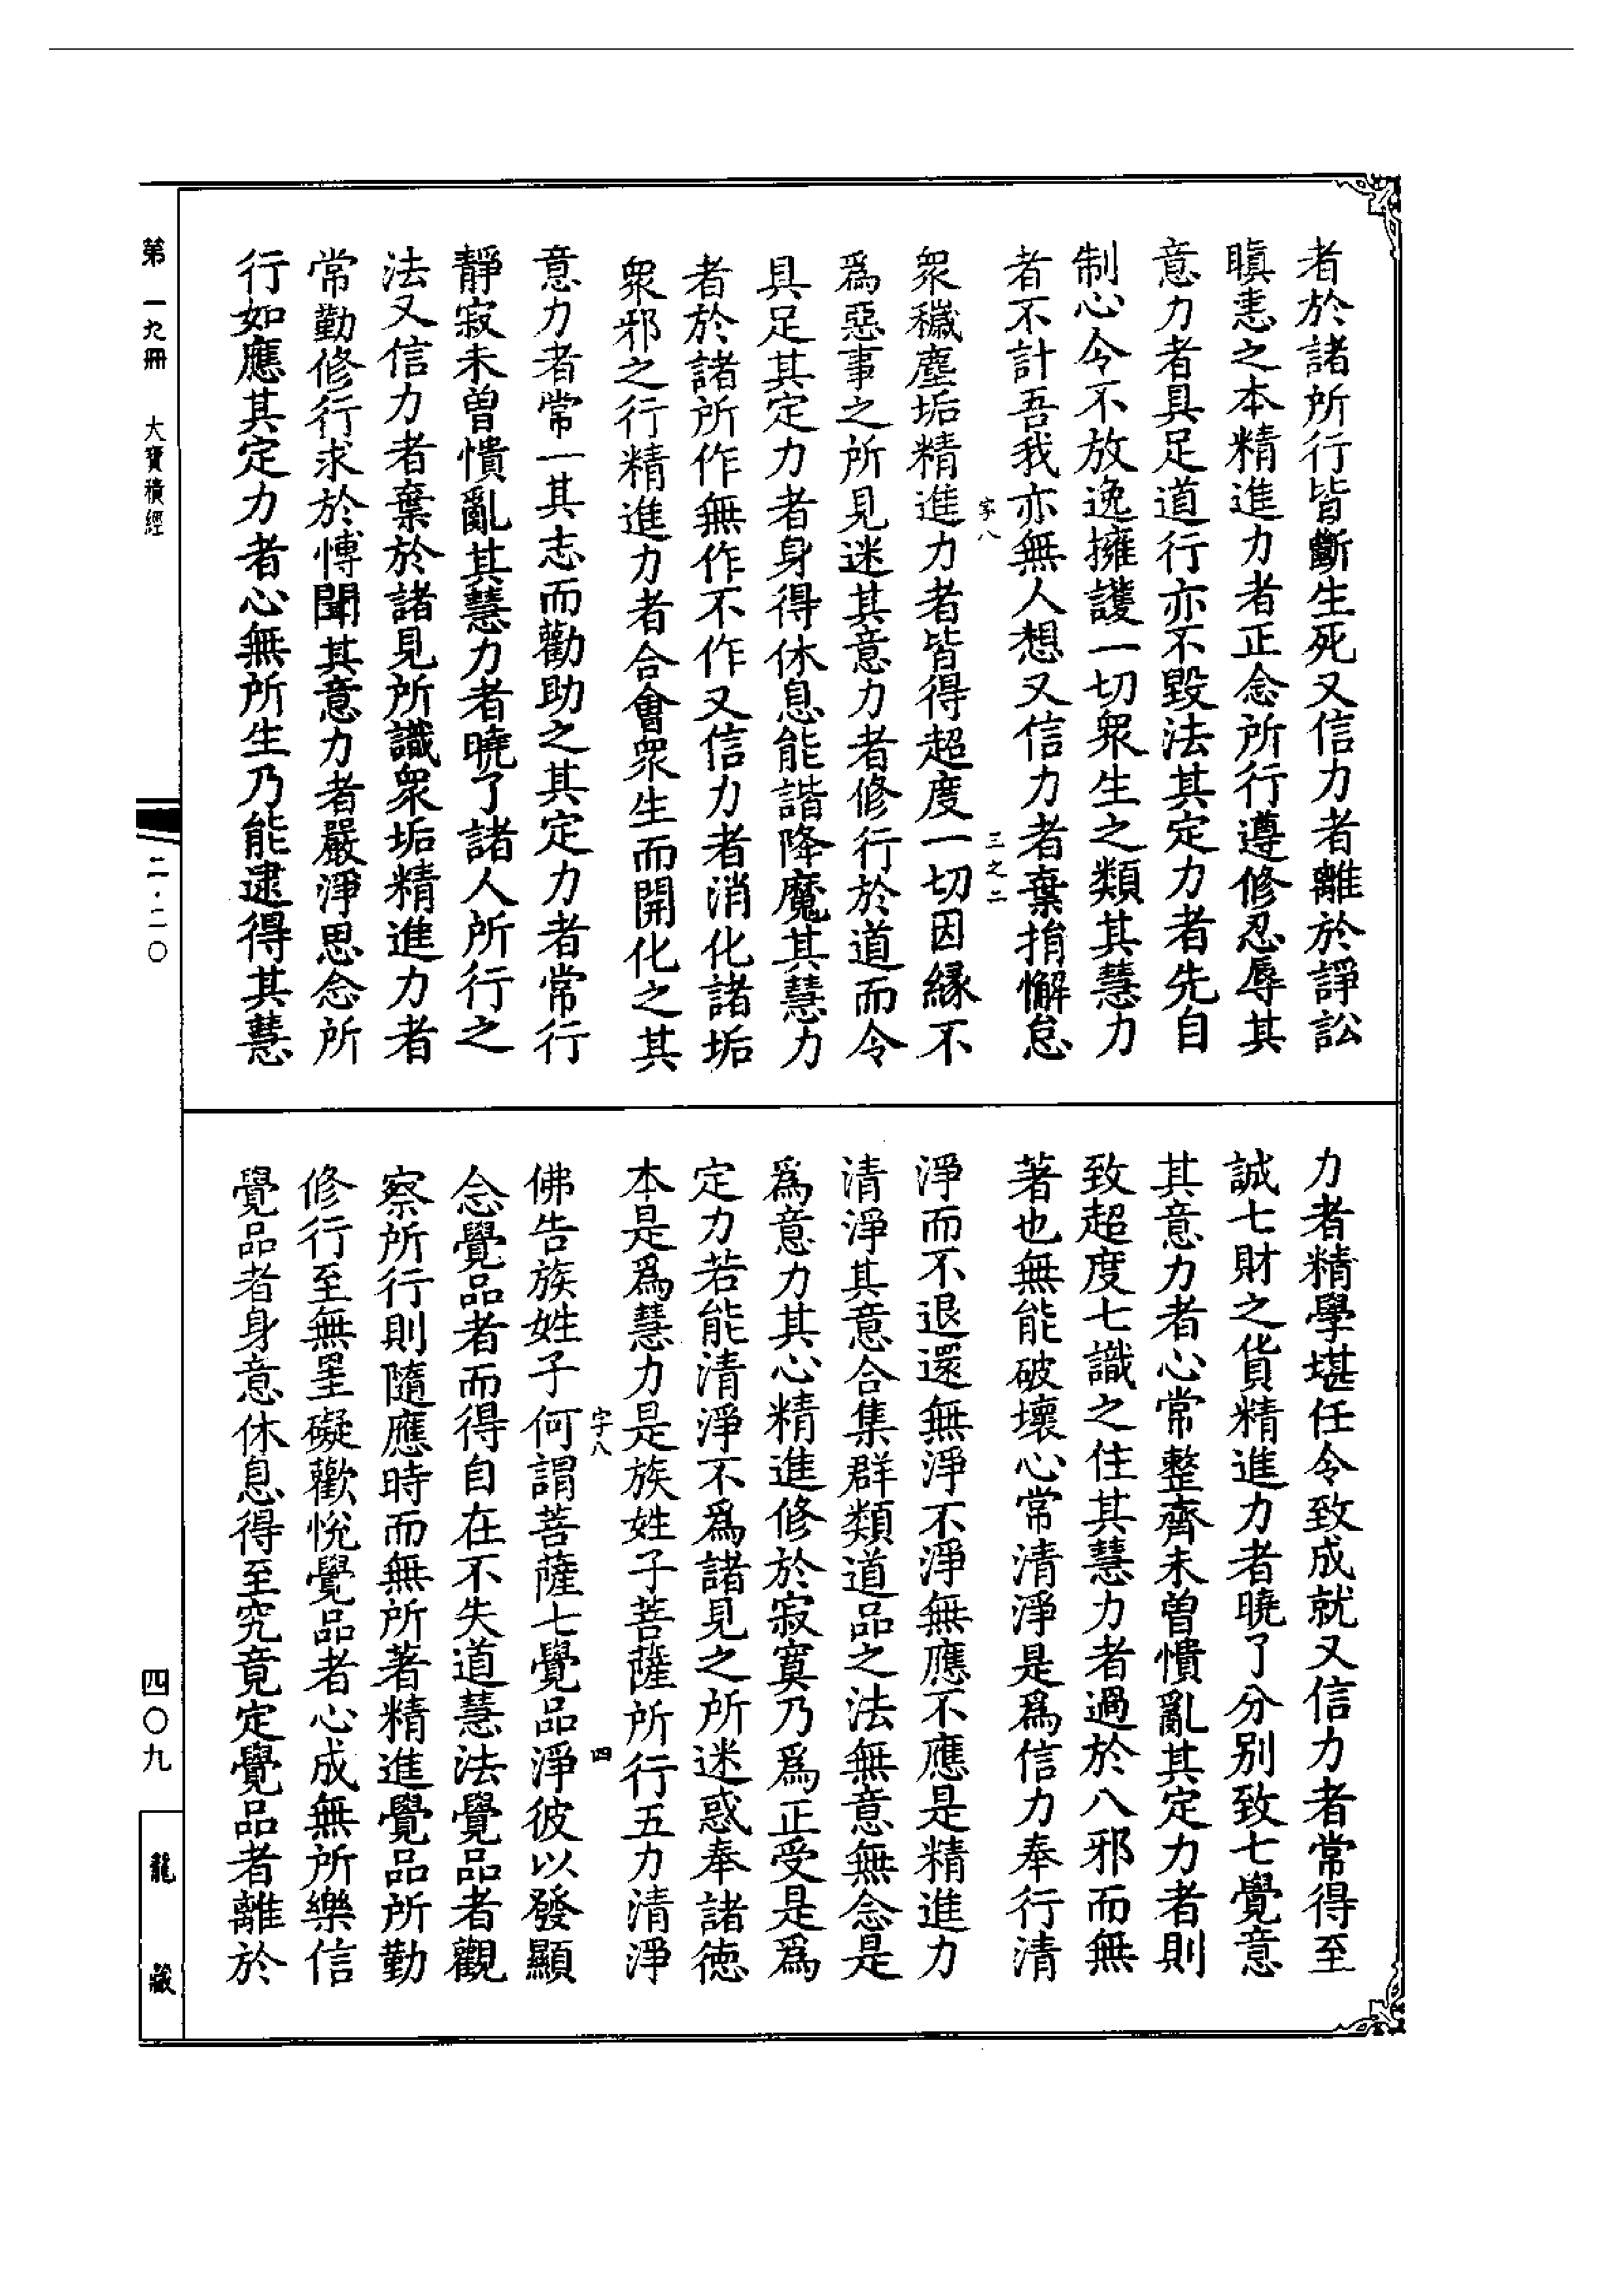 者於諸所行皆斷生死又信力者離於諍訟
瞋恚之本精進力者正念所行遵修忍辱其
意力者具足道行亦不毀法其定力者先自
制心令不放逸擁護一切衆生之類其慧力
者不計吾我亦無人想又信力者棄捐懈怠
字八
三之二
衆穢塵垢精進力者皆得超度一切因緣不
爲惡事之所見迷其意力者修行於道而令
具足其定力者身得休息能諧降魔其慧力
者於諸所作無作不作又信力者消化諸垢
衆邪之行精進力者合會衆生而開化之其
意力者常一其志而勸助之其定力者常行
靜寂未曾憒亂其慧力者曉了諸人所行之
法又信力者棄於諸見所識衆垢精進力者
常勤修行求於博聞其意力者嚴淨思念所
行如應其定力者心無所生乃能逮得其慧
力者精學堪任令致成就又信力者常得至
誠七財之貨精進力者曉了分別致七覺意
其意力者心常整齊未曾憒亂其定力者則
致超度七識之住其慧力者過於八邪而無
著也無能破壞心常清淨是爲信力奉行清
淨而不退還無淨不淨無應不應是精進力
清淨其意合集群類道品之法無意無念是
爲意力其心精進修於寂寞乃爲正受是爲
定力若能清淨不爲諸見之所迷惑奉諸德
本是爲慧力是族姓子菩薩所行五力清淨
字八
四
佛告族姓子何謂菩薩七覺品淨彼以發顯
念覺品者而得自在不失道慧法覺品者觀
察所行則隨應時而無所著精進覺品所勤
修行至無罣礙歡悅覺品者心成無所樂信
覺品者身意休息得至究竟定覺品者離於
第一九冊 大寶積經
二·二〇
四〇九
龍藏